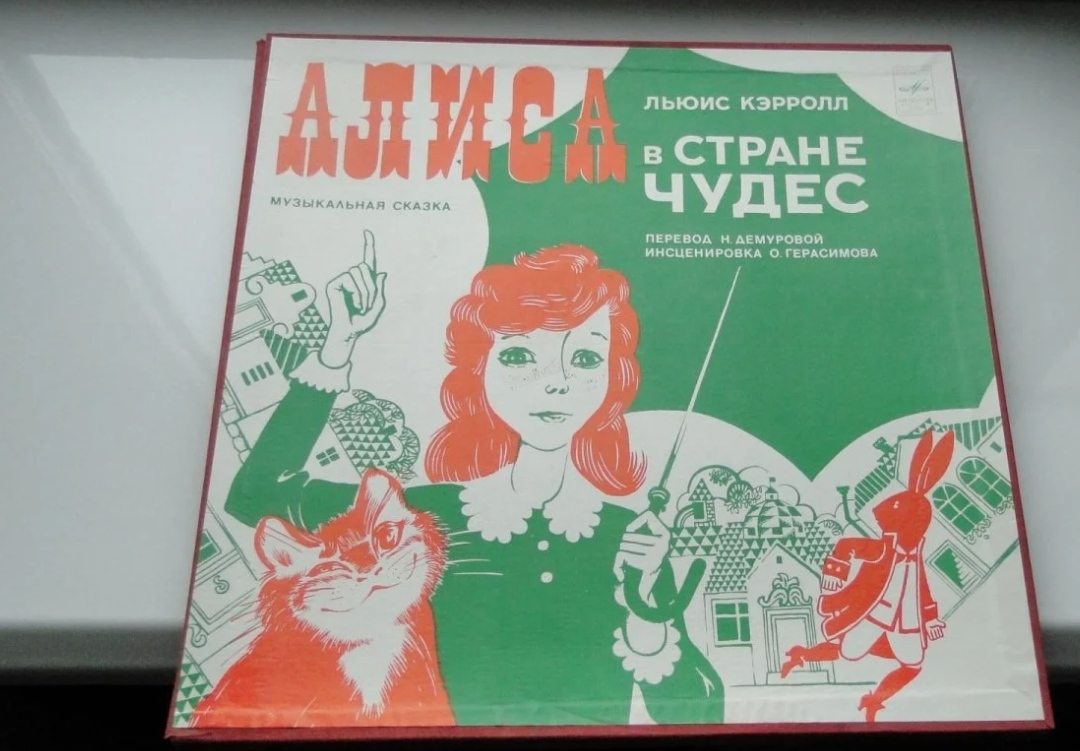 АЛИСА
ЛЬЮИС КЭРРОЛЛ
в СТРАНЕ
ЧУДЕС
МУЗЫКАЛЬНАЯ СКАЗКА
ПЕРЕВОД Н. ДЕМУРОВОЙ
ИНСЦЕНИРОВКА О. ГЕРАСИМОВА